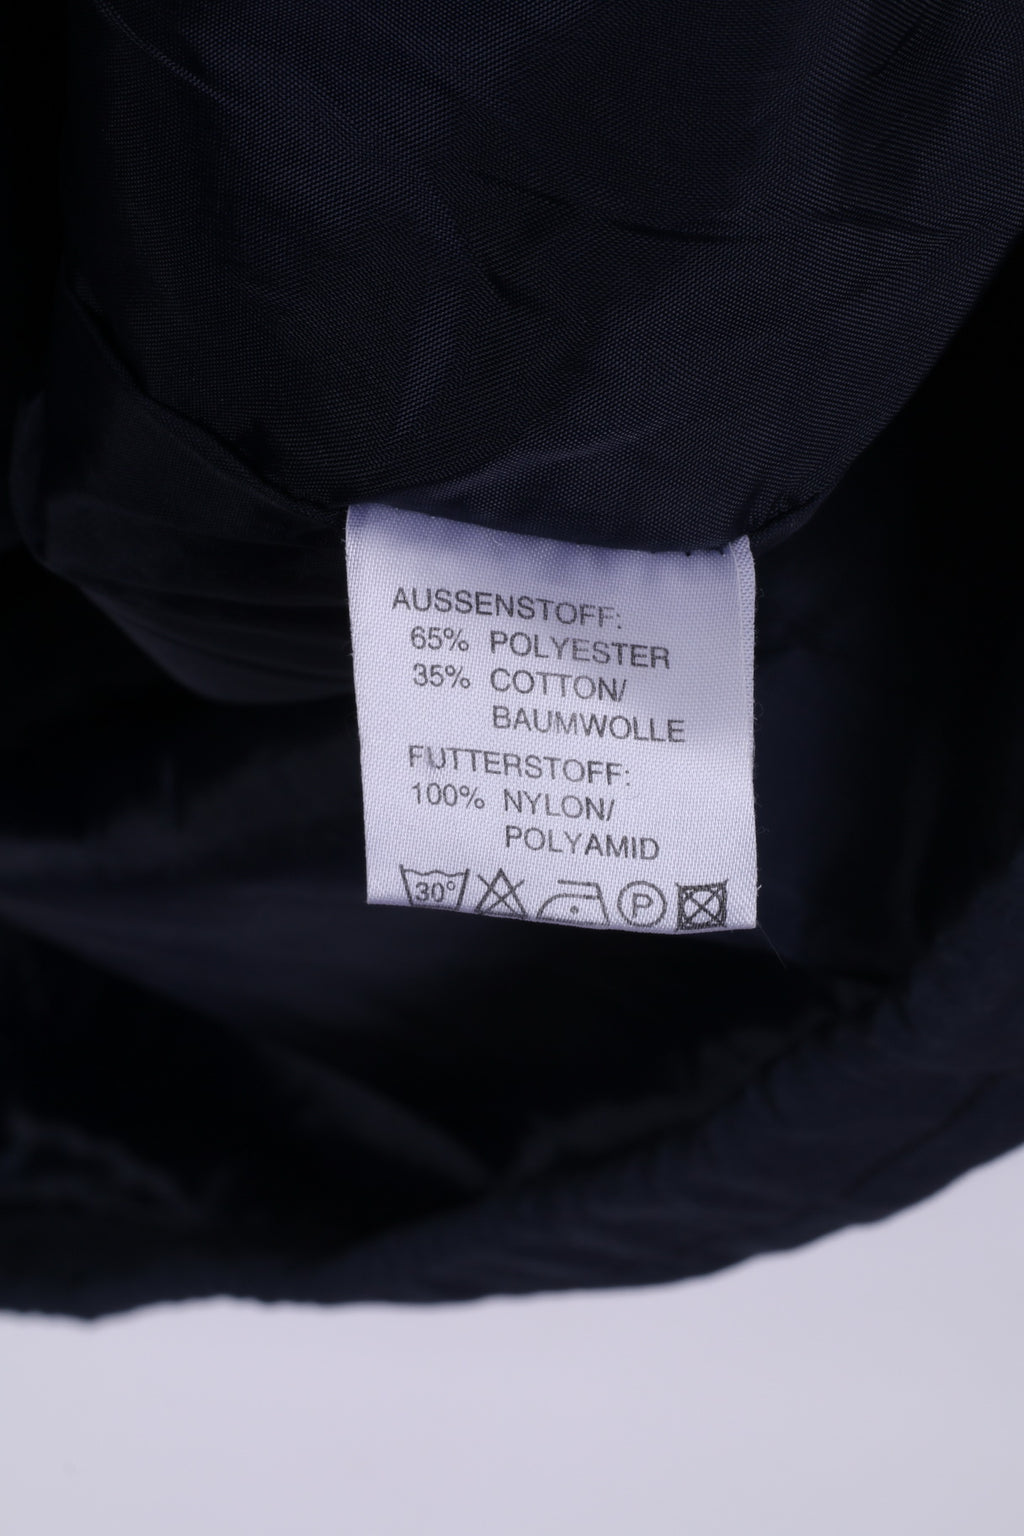 AUSSENSTOFF:
65% POLYESTER
35% COTTON/
BAUMWOLLE
FUTTERSTOFF:
100% NYLON/
POLYAMID
30° P